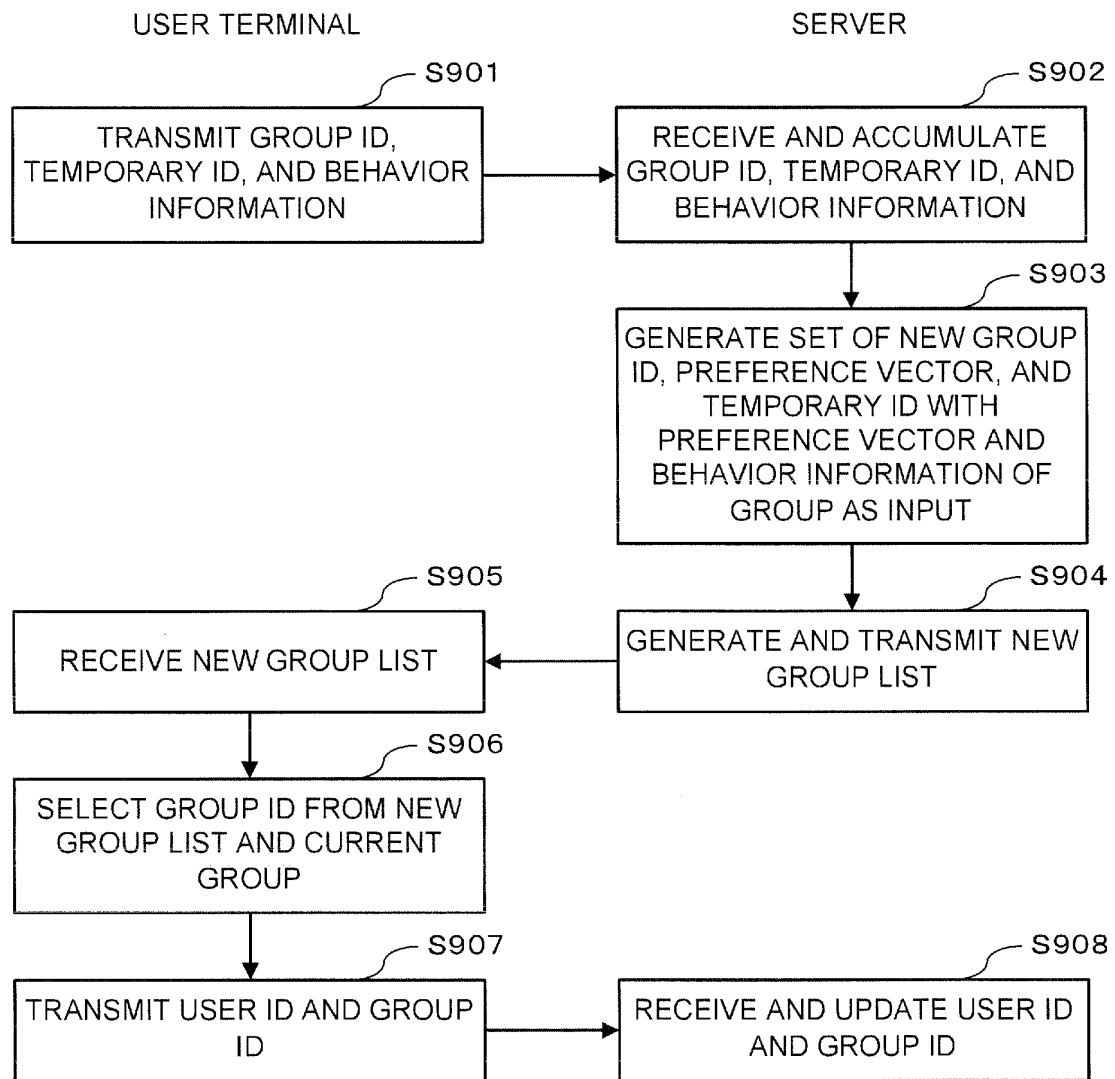 USER TERMINAL
SERVER
S901
TRANSMIT GROUP ID,
TEMPORARY ID, AND BEHAVIOR
INFORMATION
S902
RECEIVE AND ACCUMULATE
GROUP ID, TEMPORARY ID, AND
BEHAVIOR INFORMATION
S903
GENERATE SET OF NEW GROUP
ID, PREFERENCE VECTOR, AND
TEMPORARY ID WITH
PREFERENCE VECTOR AND
BEHAVIOR INFORMATION OF
GROUP AS INPUT
S904
GENERATE AND TRANSMIT NEW
GROUP LIST
S905
RECEIVE NEW GROUP LIST
S906
SELECT GROUP ID FROM NEW
GROUP LIST AND CURRENT
GROUP
S907
TRANSMIT USER ID AND GROUP
ID
S908
RECEIVE AND UPDATE USER ID
AND GROUP ID